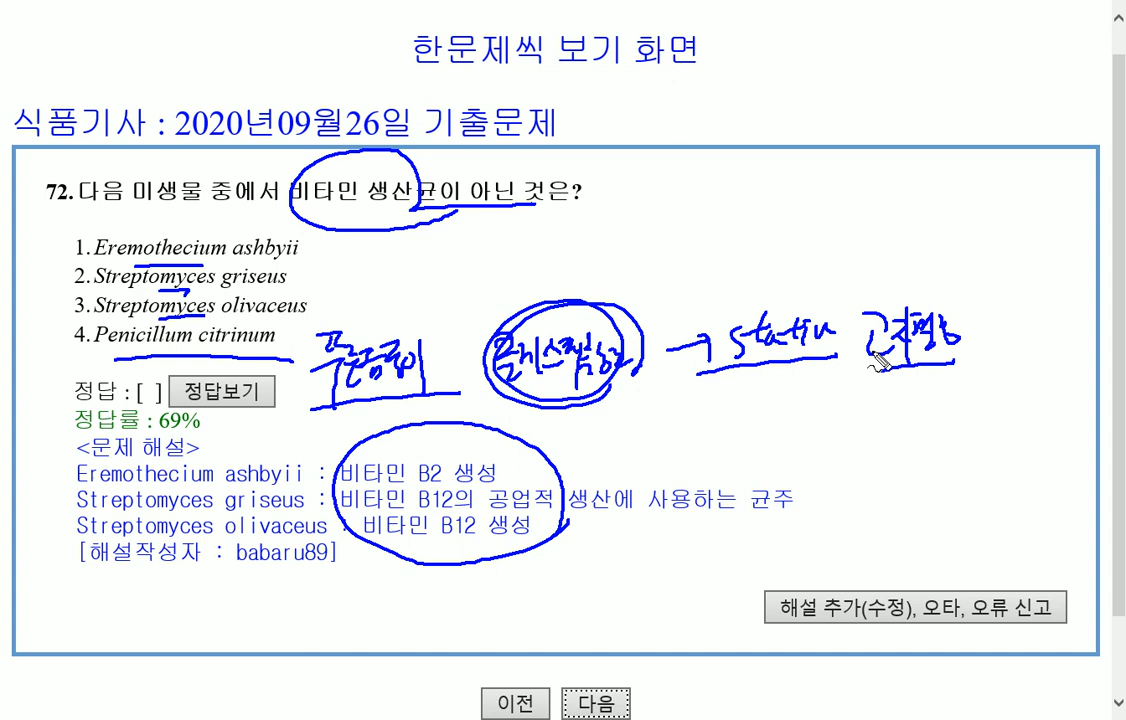 한문제씩 보기 화면
식품기사 : 2020년09월26일 기출문제
72. 다음 미생물 중에서 비타민 생산균이 아닌 것은?
1. Eremothecium ashbyii
2. Streptomyces griseus
3. Streptomyces olivaceus
4. Penicillum citrinum
푸른곰팡이 → statin
정답 : [ ] 정답보기
정답률 : 69%
<문제 해설>
Eremothecium ashbyii : 비타민 B2 생성
Streptomyces griseus : 비타민 B12의 공업적 생산에 사용하는 균주
Streptomyces olivaceus : 비타민 B12 생성
[해설작성자 : babaru89]
해설 추가(수정), 오타, 오류 신고
이전 다음